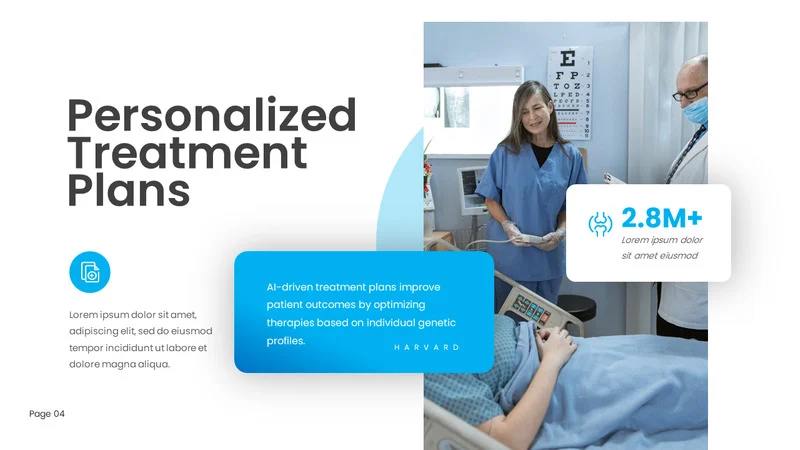 Personalized
Treatment
Plans
Lorem ipsum dolor sit amet,
adipiscing elit, sed do eiusmod
tempor incididunt ut labore et
dolore magna aliqua.
AI-driven treatment plans improve
patient outcomes by optimizing
therapies based on individual genetic
profiles.
HARVARD
2.8M+
Lorem ipsum dolor
sit amet eiusmod
E
F P
T O Z
L P E D
Page 04